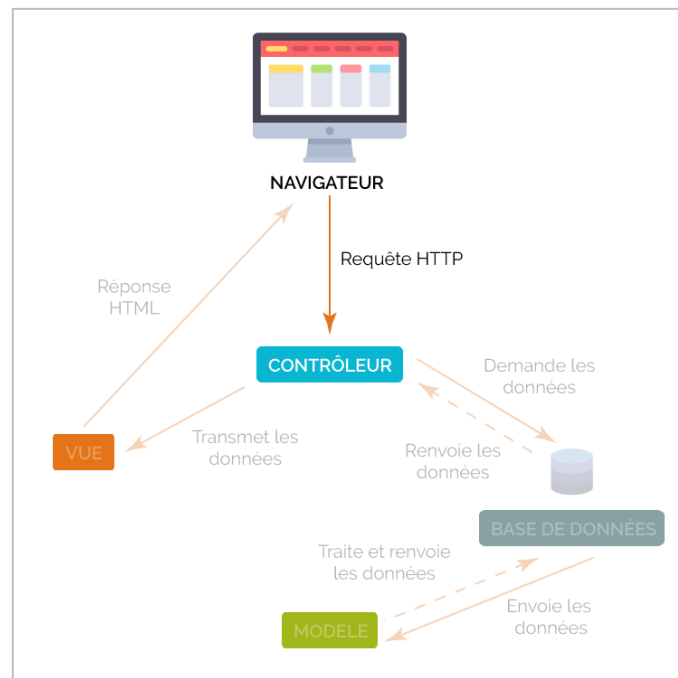 NAVIGATEUR
Requête HTTP
Réponse
HTML
CONTRÔLEUR
Demande les
données
Transmet les
données
Renvoie les
données
VUE
BASE DE DONNÉES
Traite et renvoie
les données
Envoie les
données
MODELE